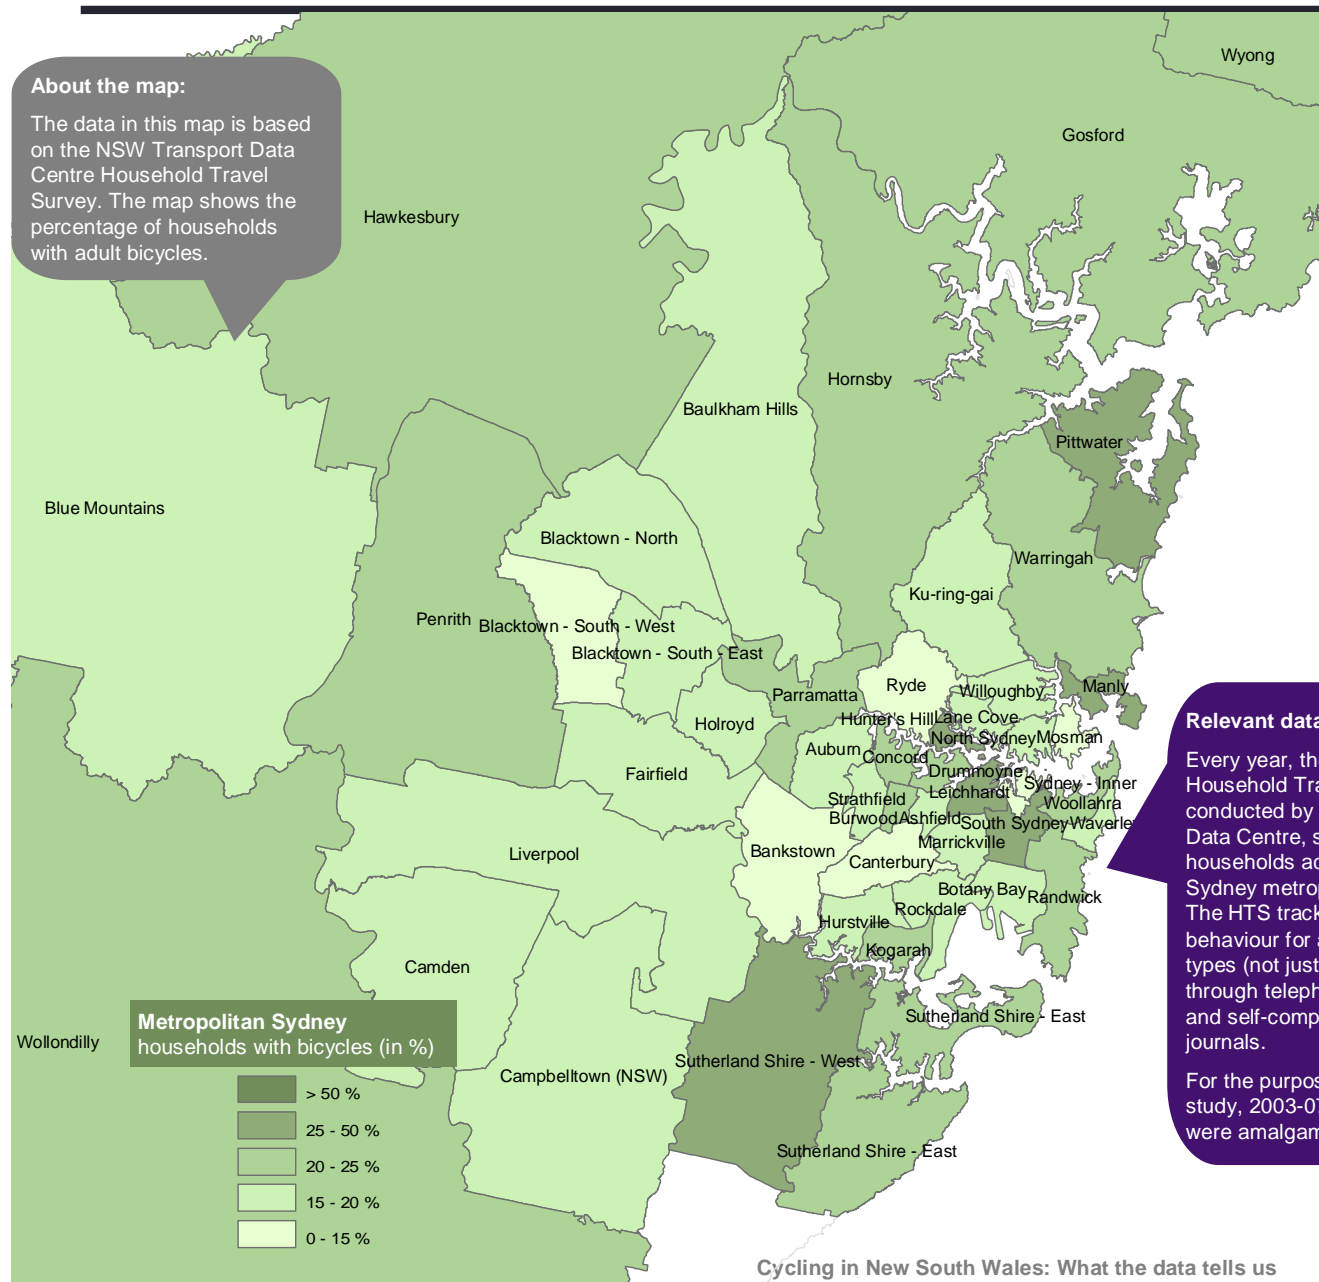 About the map:
The data in this map is based
on the NSW Transport Data
Centre Household Travel
Survey. The map shows the
percentage of households
with adult bicycles.
Wyong
Gosford
Hawkesbury
Hornsby
Baulkham Hills
Pittwater
Blue Mountains
Blacktown - North
Warringah
Ku-ring-gai
Penrith
Blacktown - South - West
Blacktown - South - East
Ryde
Willoughby
Manly
Parramatta
Holroyd
Hunter's Hill
Lane Cove
North Sydney
Mosman
Auburn
Concord
Fairfield
Drummoyne
Sydney - Inner
Leichhardt
Strathfield
Woollahra
Burwood
Ashfield
South Sydney
Waverley
Marrickville
Bankstown
Canterbury
Liverpool
Botany Bay
Randwick
Rockdale
Hurstville
Kogarah
Camden
Sutherland Shire - East
Wollondilly
Sutherland Shire - West
Campbelltown (NSW)
Sutherland Shire - East
Metropolitan Sydney
households with bicycles (in %)
> 50 %
25 - 50 %
20 - 25 %
15 - 20 %
0 - 15 %
Relevant data
Every year, the
Household Tra
conducted by
Data Centre, s
households ac
Sydney metrop
The HTS track
behaviour for a
types (not just
through teleph
and self-comp
journals.
For the purpos
study, 2003-07
were amalgam
Cycling in New South Wales: What the data tells us